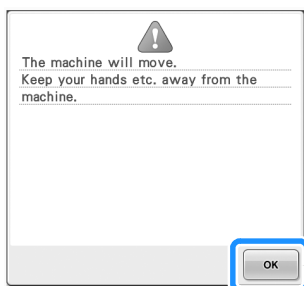 The machine will move.
Keep your hands etc. away from the
machine.
OK